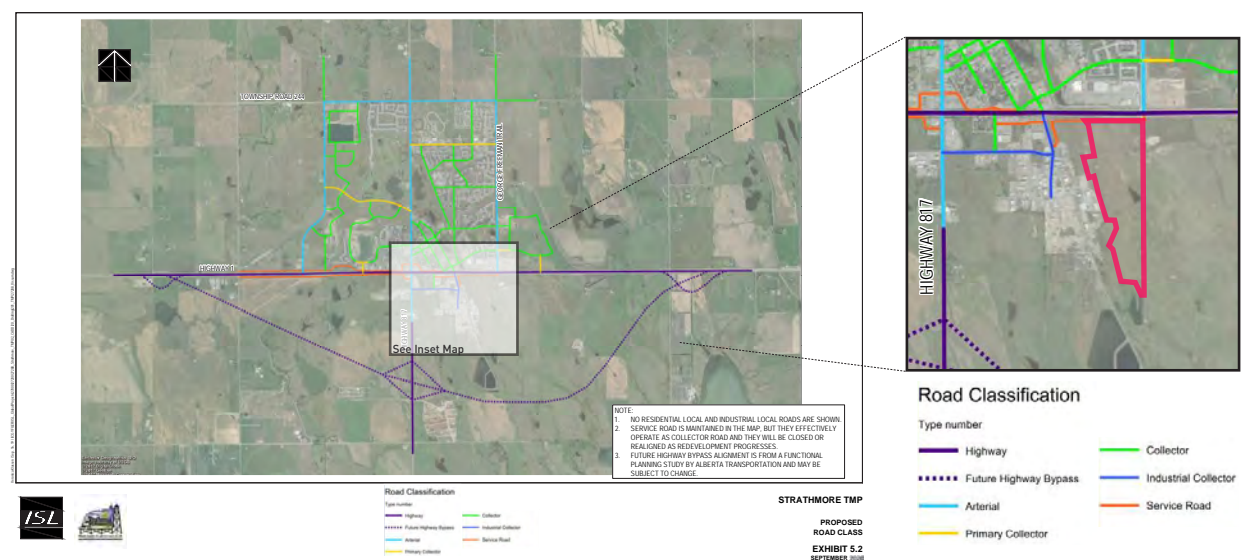 TOWNSHIP ROAD 244
GEORGE FREEMAN TRAIL
HIGHWAY 1
See Inset Map
NOTE:
1. NO RESIDENTIAL LOCAL AND INDUSTRIAL LOCAL ROADS ARE SHOWN.
2. SERVICE ROAD IS MAINTAINED IN THE MAP, BUT THEY EFFECTIVELY
OPERATE AS COLLECTOR ROAD AND THEY WILL BE CLOSED OR
REALIGNED AS REDEVELOPMENT PROGRESSES.
3. FUTURE HIGHWAY BYPASS ALIGNMENT IS FROM A FUNCTIONAL
PLANNING STUDY BY ALBERTA TRANSPORTATION AND MAY BE
SUBJECT TO CHANGE.
ISL
Road Classification
Type number
Highway
Future Highway Bypass
Arterial
Primary Collector
Collector
Industrial Collector
Service Road
STRATHMORE TMP
PROPOSED
ROAD CLASS
EXHIBIT 5.2
SEPTEMBER
HIGHWAY 817
Road Classification
Type number
Highway
Future Highway Bypass
Arterial
Primary Collector
Collector
Industrial Collector
Service Road